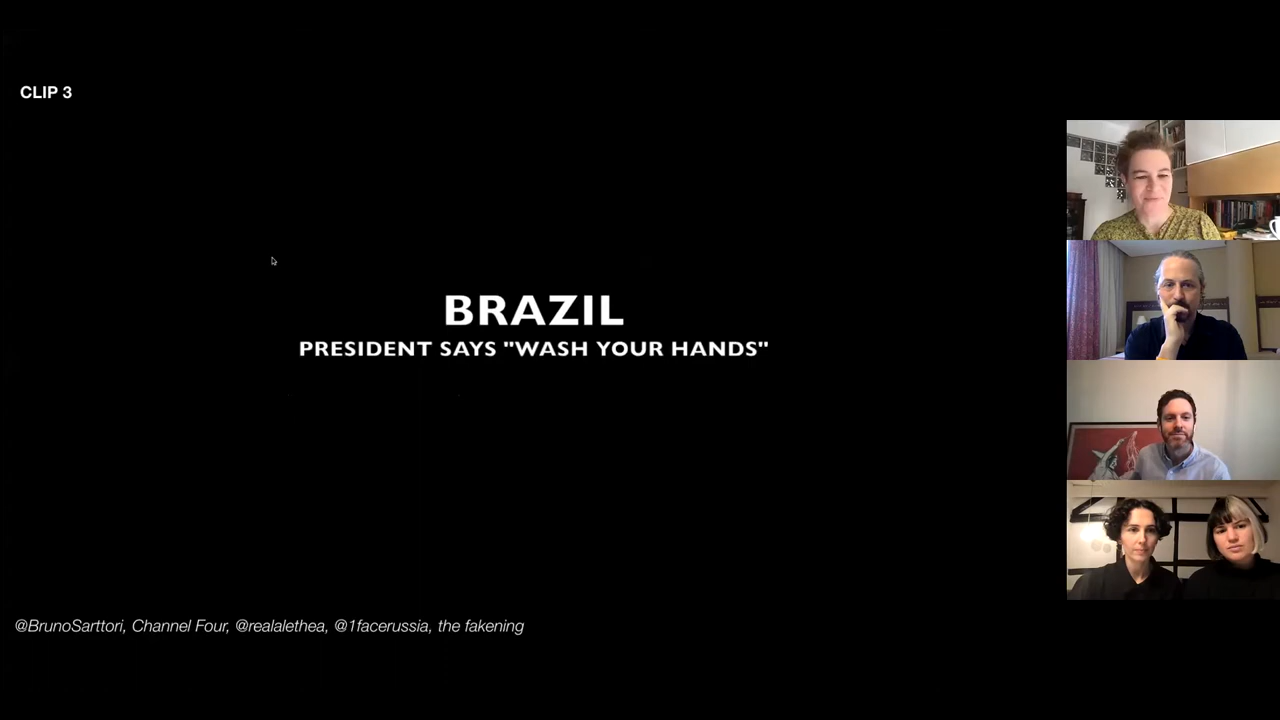 CLIP 3
BRAZIL
PRESIDENT SAYS "WASH YOUR HANDS"
@BrunoSarttori, Channel Four, @realalethea, @1facerussia, the fakening